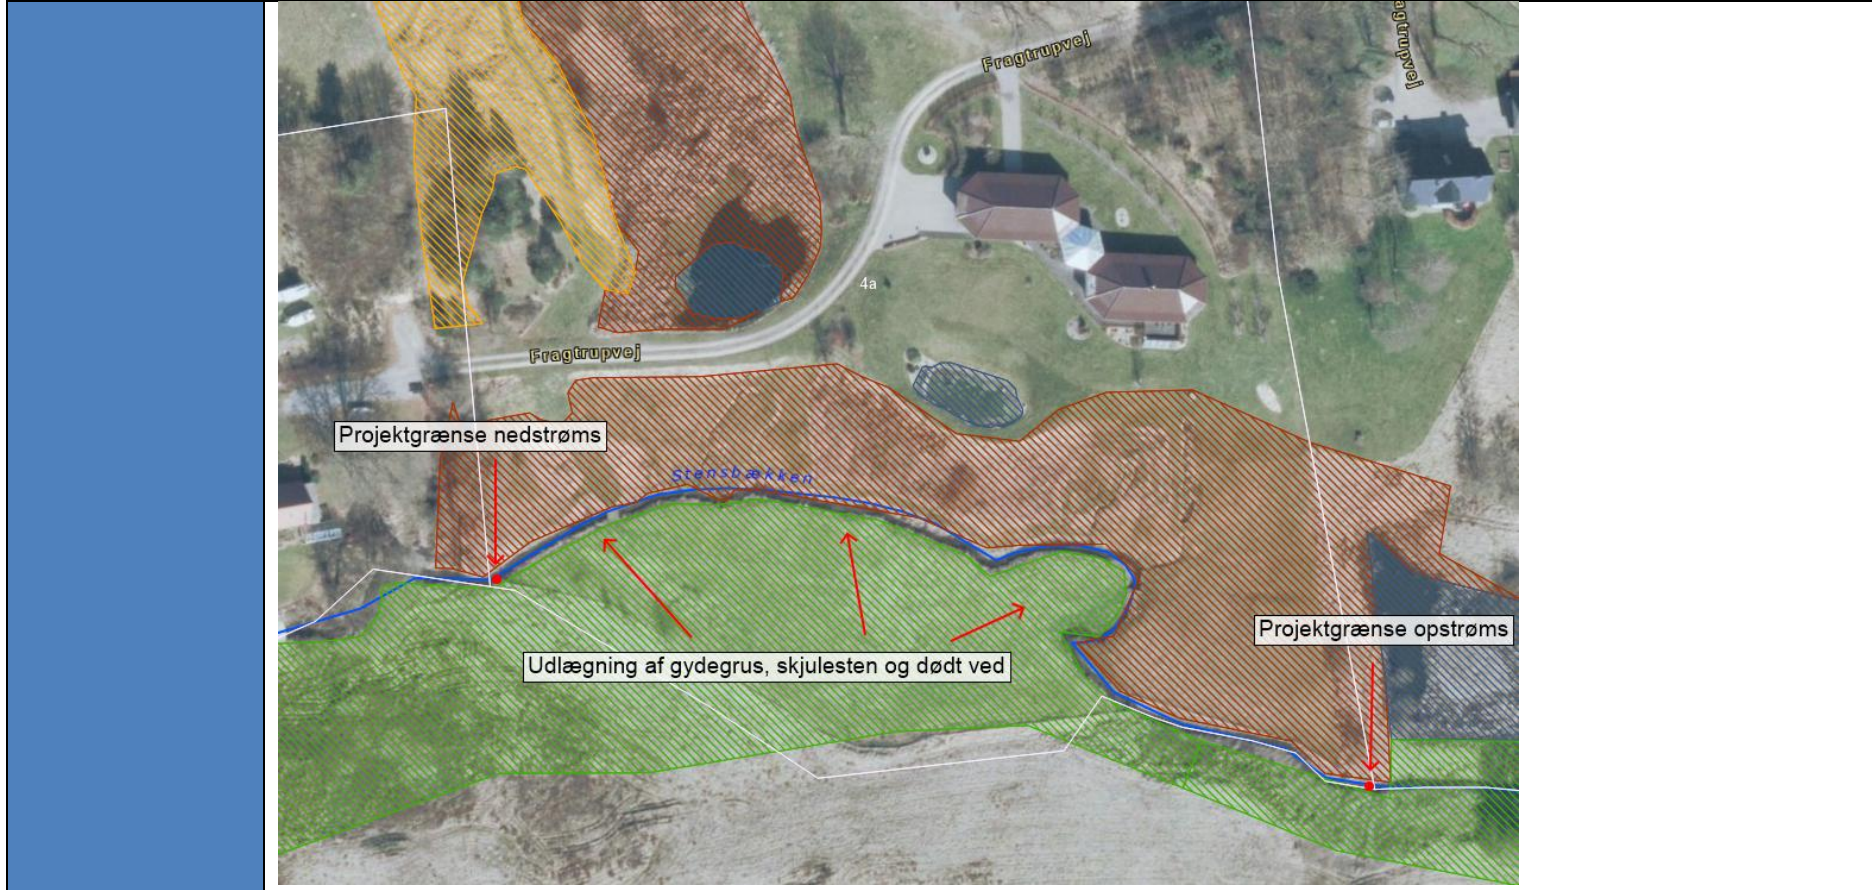 Fragtrupvej
agtrupvej
4a
Fragtrupvej
Projektgrænse nedstrøms
Stensbækken
Projektgrænse opstrøms
Udlægning af gydegrus, skjulesten og dødt ved